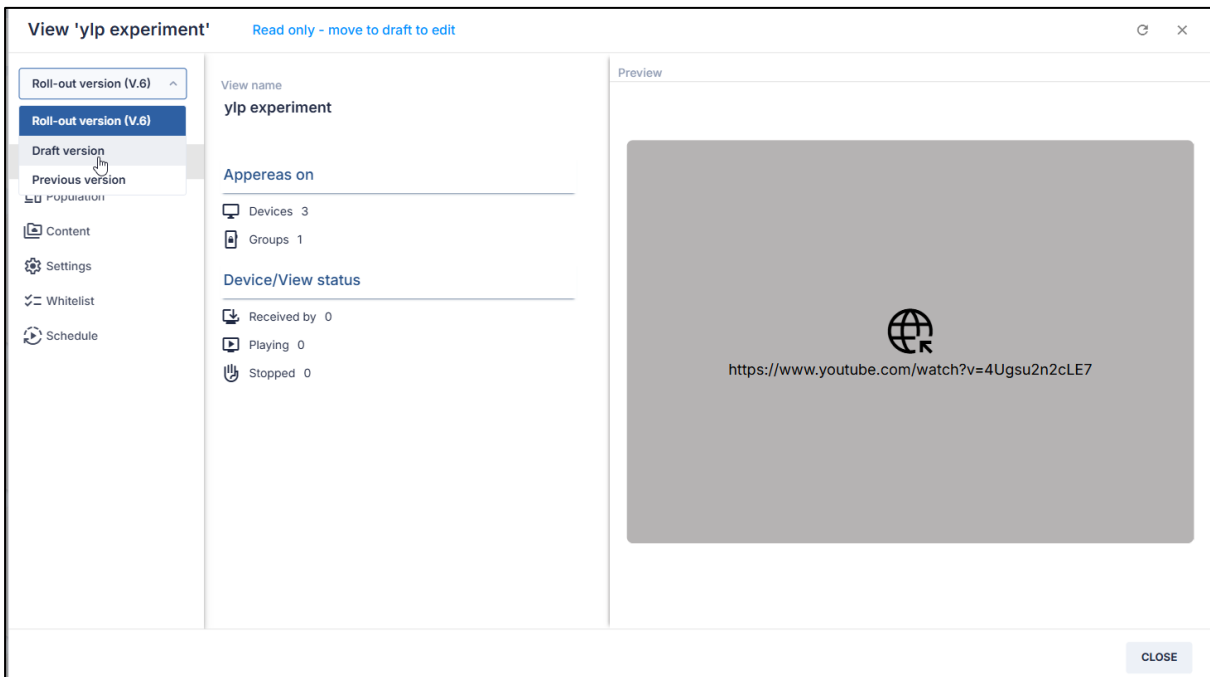 View 'ylp experiment'
Read only - move to draft to edit
Roll-out version (V.6)
Roll-out version (V.6)
Draft version
Previous version
Population
Content
Settings
Whitelist
Schedule
View name
ylp experiment
Appereas on
Devices 3
Groups 1
Device/View status
Received by 0
Playing 0
Stopped 0
Preview
https://www.youtube.com/watch?v=4Ugsu2n2cLE7
CLOSE